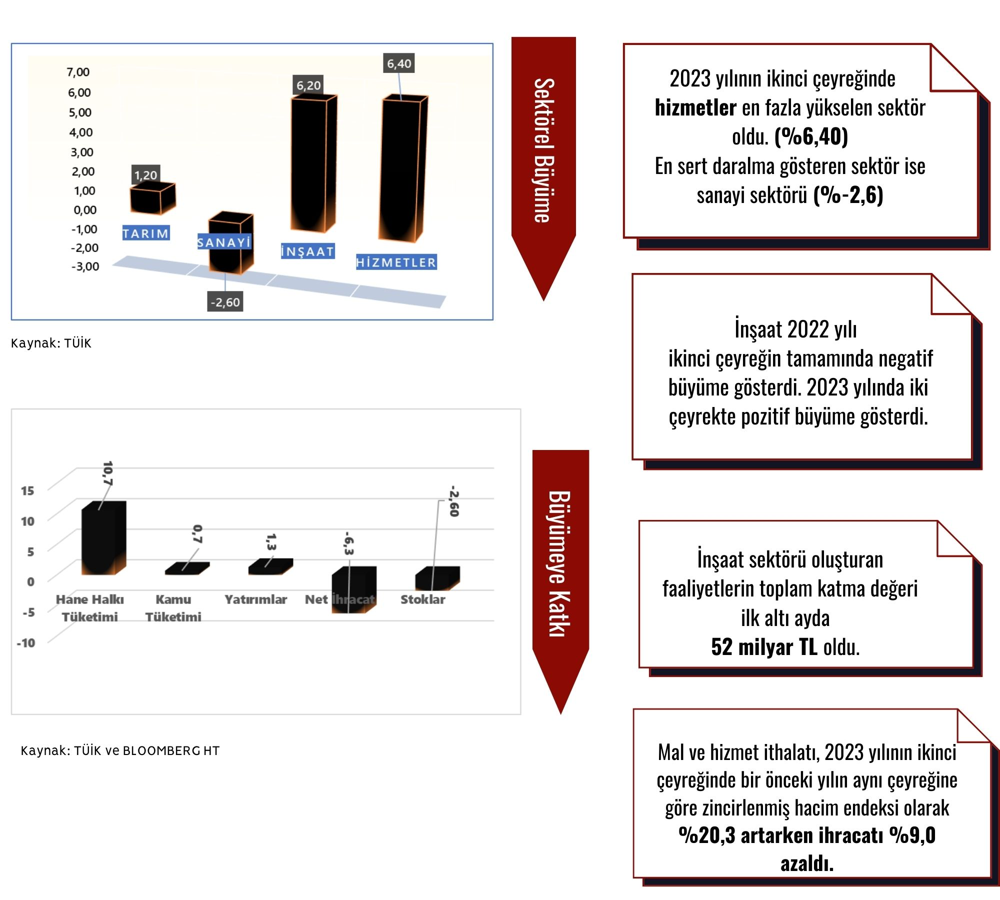 7,00
6,00
5,00
4,00
3,00
2,00
1,00
0,00
-1,00
-2,00
-3,00
1,20
-2,60
6,20
6,40
TARIM
SANAYİ
İNŞAAT
HİZMETLER
Kaynak: TÜİK
Sektörel Büyüme
2023 yılının ikinci çeyreğinde
hizmetler en fazla yükselen sektör
oldu. (%6,40)
En sert daralma gösteren sektör ise
sanayi sektörü (%-2,6)
İnşaat 2022 yılı
ikinci çeyreğin tamamında negatif
büyüme gösterdi. 2023 yılında iki
çeyrekte pozitif büyüme gösterdi.
15
10
5
0
-5
-10
10,7
0,7
1,3
-6,3
-2,60
Hane Halkı
Tüketimi
Kamu
Tüketimi
Yatırımlar
Net İhracat
Stoklar
Kaynak: TÜİK ve BLOOMBERG HT
Büyümeye Katkı
İnşaat sektörü oluşturan
faaliyetlerin toplam katma değeri
ilk altı ayda
52 milyar TL oldu.
Mal ve hizmet ithalatı, 2023 yılının ikinci
çeyreğinde bir önceki yılın aynı çeyreğine
göre zincirlenmiş hacim endeksi olarak
%20,3 artarken ihracatı %9,0
azaldı.